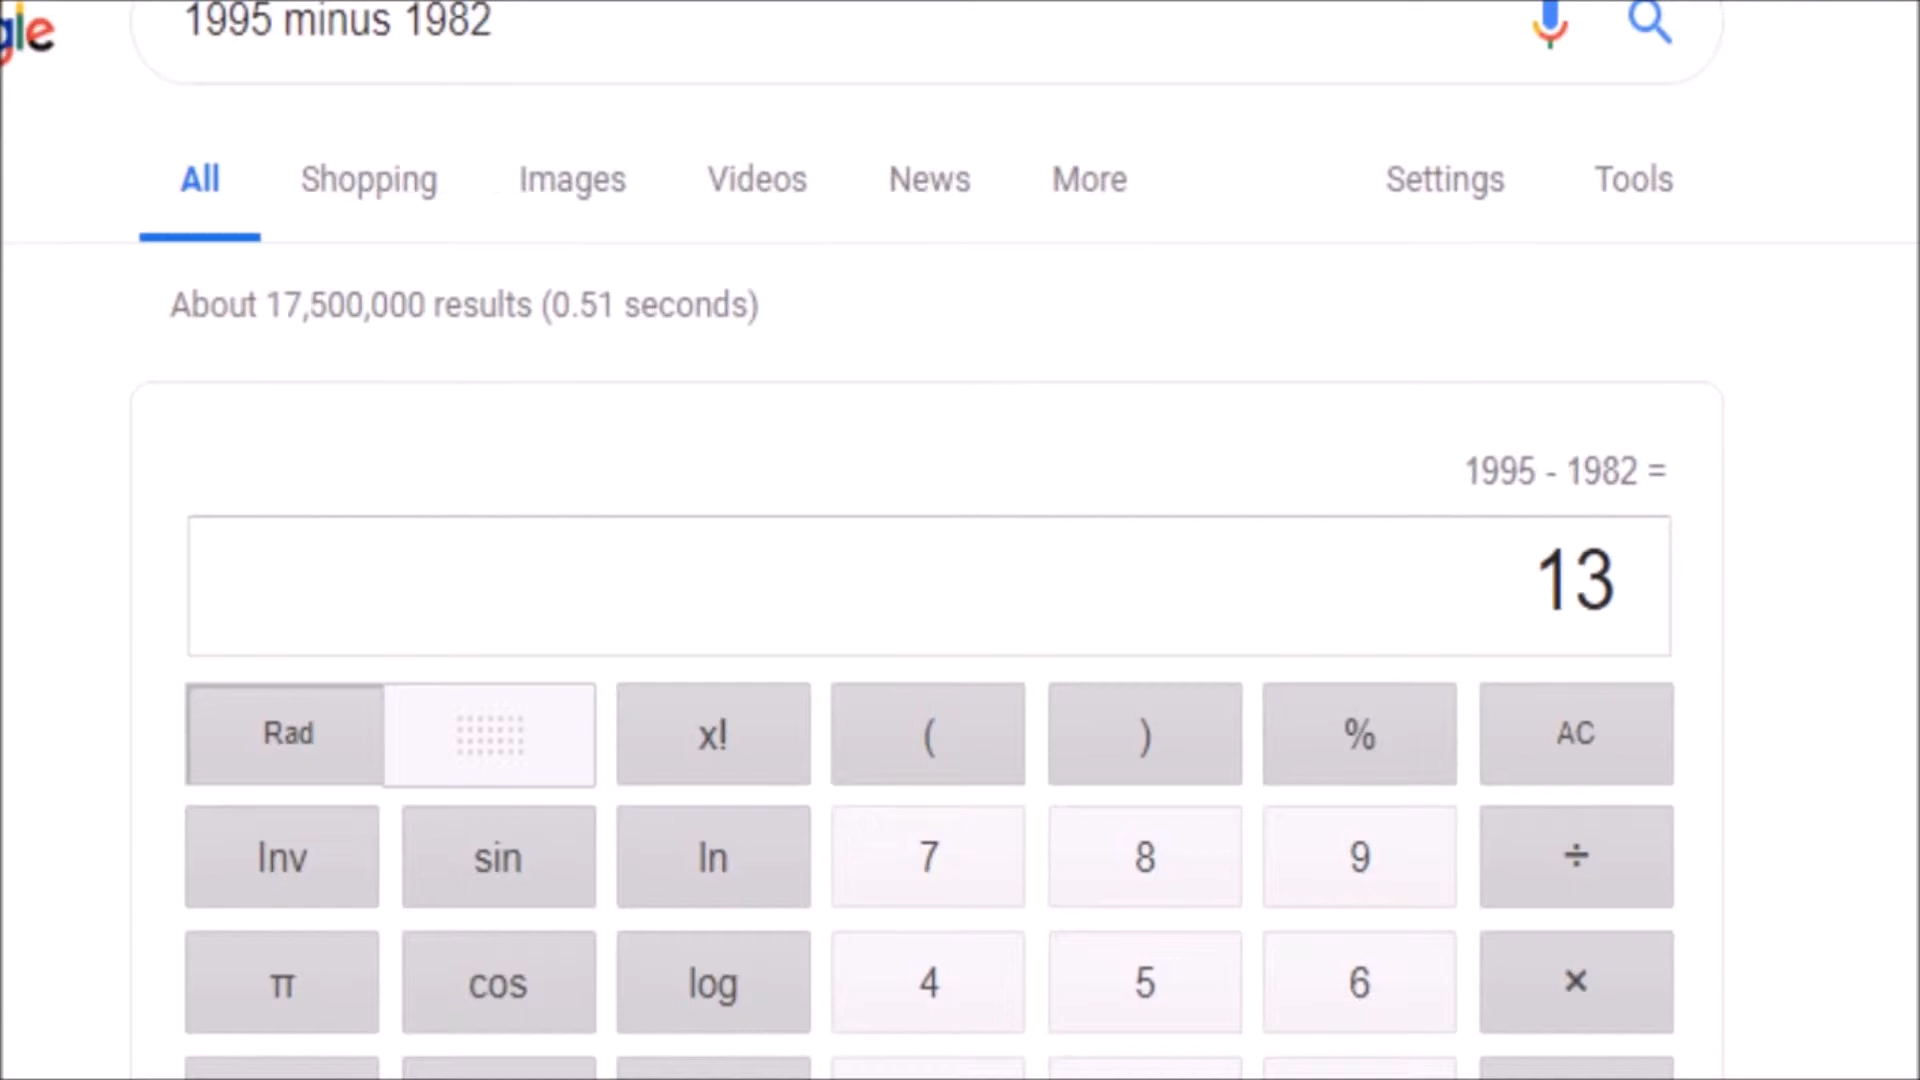 gle
1995 minus 1982
All Shopping Images Videos News More Settings Tools
About 17,500,000 results (0.51 seconds)
1995 - 1982 =
13
Rad x! ( ) % AC
Inv sin ln 7 8 9 ÷
π cos log 4 5 6 ×